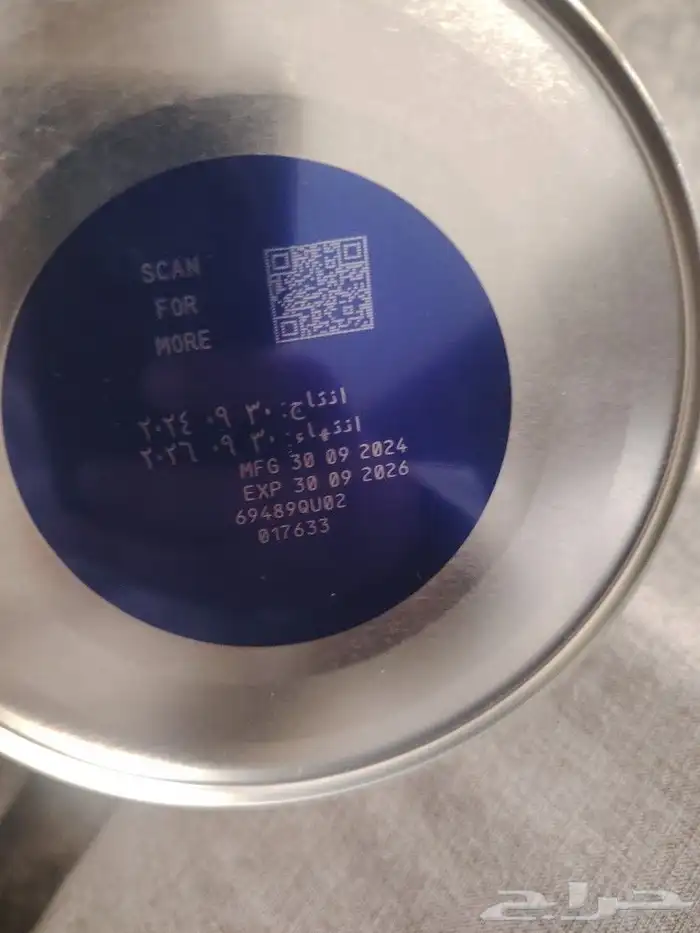 SCAN
FOR
MORE
انتاج: ٣٠ ٠٩ ٢٠٢٤
انتهاء: ٣٠ ٠٩ ٢٠٢٦
MFG 30 09 2024
EXP 30 09 2026
69489QU02
017633
حراج